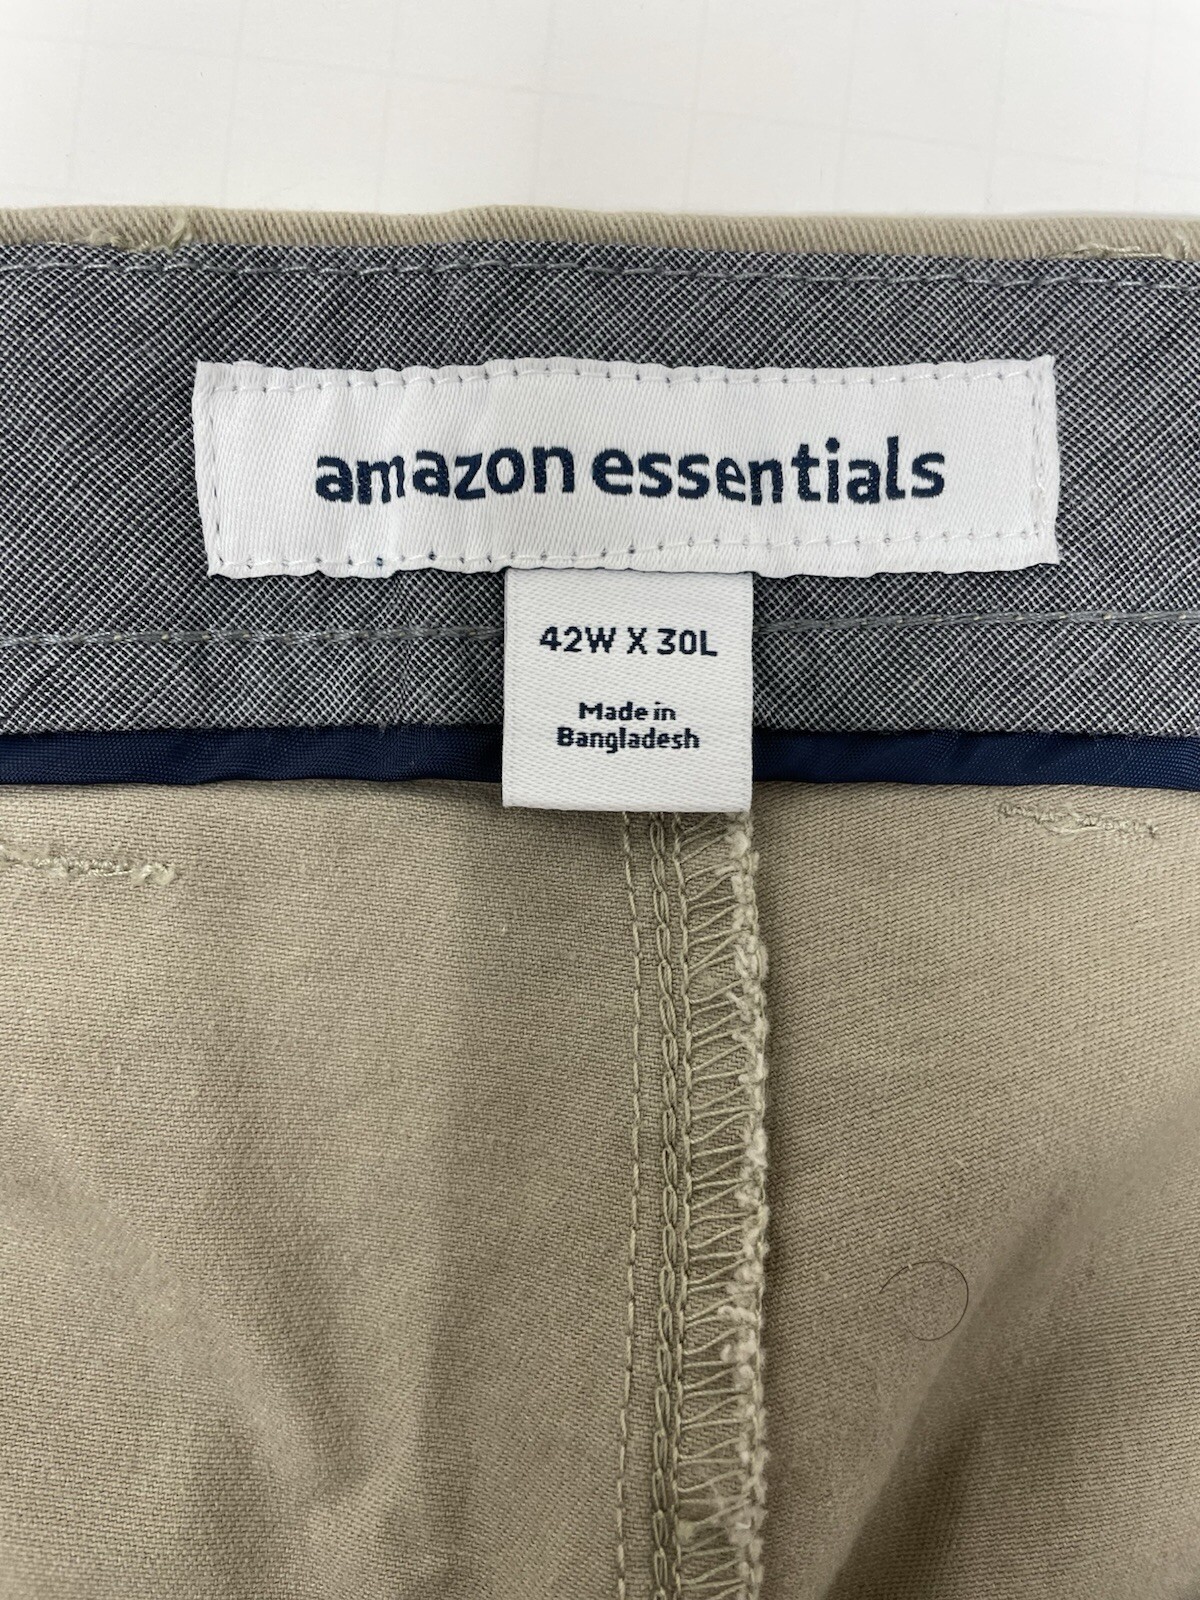 amazon essentials
42W X 30L
Made in
Bangladesh